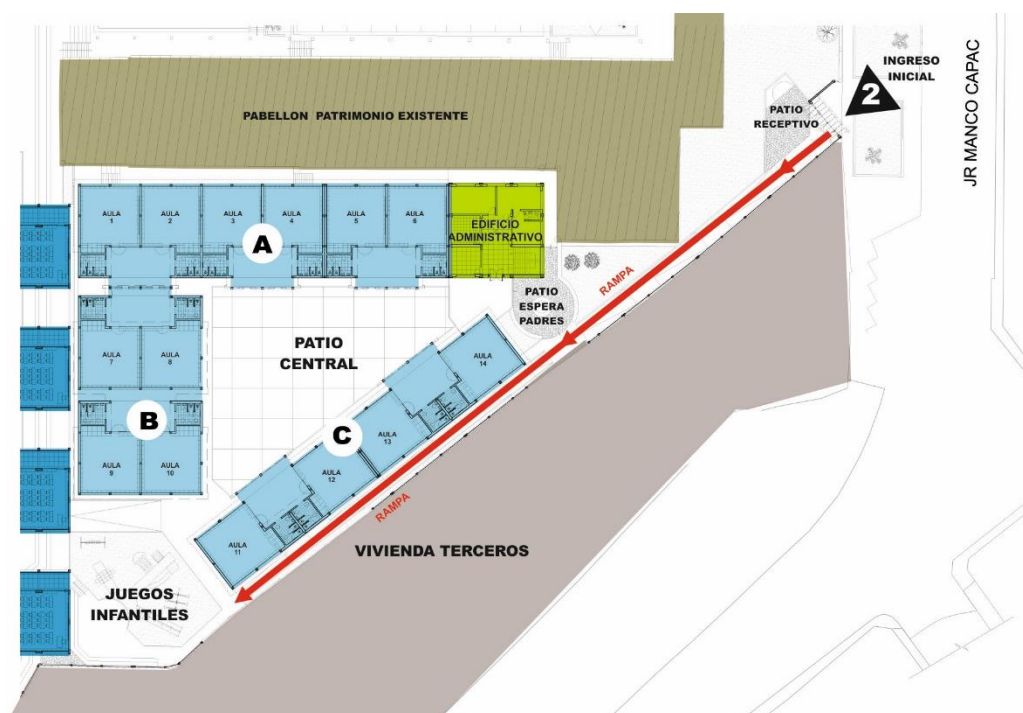 INGRESO
INICIAL
2
JR MANCO CAPAC
PATIO
RECEPTIVO
PABELLON PATRIMONIO EXISTENTE
AULA
1
AULA
2
AULA
3
AULA
4
AULA
5
AULA
6
A
EDIFICIO
ADMINISTRATIVO
RAMPA
PATIO
ESPERA
PADRES
PATIO
CENTRAL
AULA
7
AULA
8
B
AULA
9
AULA
10
AULA
14
C
AULA
13
AULA
12
AULA
11
RAMPA
VIVIENDA TERCEROS
JUEGOS
INFANTILES